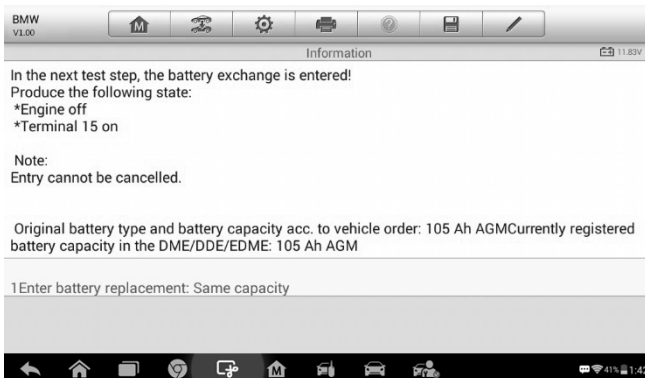 BMW
V1.00
M
Information
11.83V
In the next test step, the battery exchange is entered!
Produce the following state:
*Engine off
*Terminal 15 on
Note:
Entry cannot be cancelled.
Original battery type and battery capacity acc. to vehicle order: 105 Ah AGMCurrently registered
battery capacity in the DME/DDE/EDME: 105 Ah AGM
1Enter battery replacement: Same capacity
M
41%